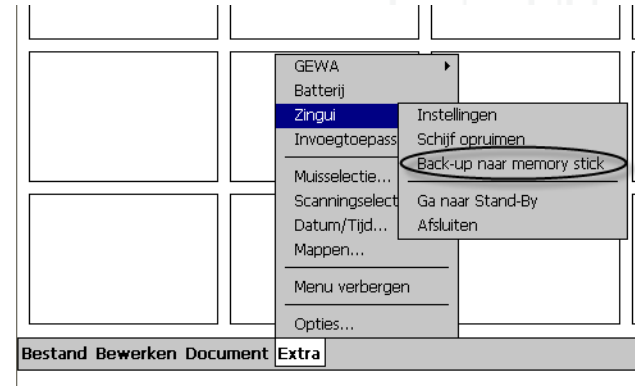 GEWA
Batterij
Zingui
Invoegtoepass
Muisselectie...
Scanningselect
Datum/Tijd...
Mappen...
Menu verbergen
Opties...
Instellingen
Schijf opruimen
Back-up naar memory stick
Ga naar Stand-By
Afsluiten
Bestand Bewerken Document Extra